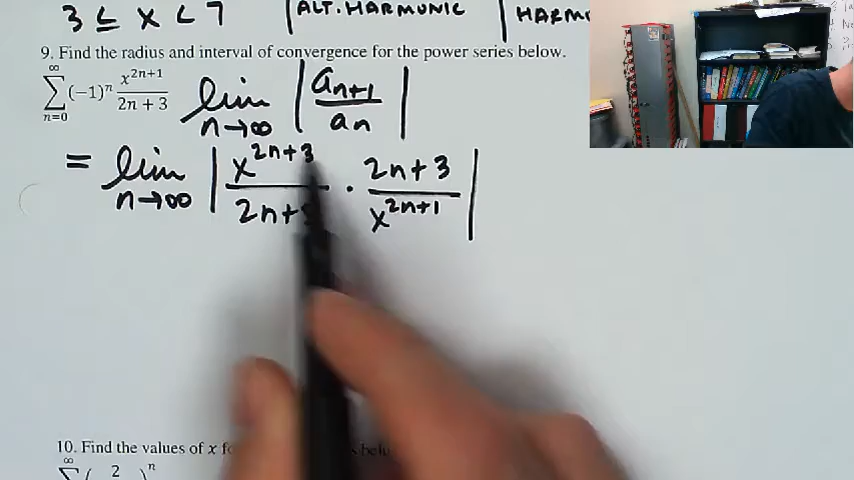 3 ≤ x < 7 | ALT. HARMONIC |
9. Find the radius and interval of convergence for the power series below.
∞∑n=0 (−1)^n x^(2n+1)/(2n + 3) lim n→∞ |a_(n+1)/a_n|
= lim n→∞ |x^(2n+3)/(2n+ · (2n+3)/x^(2n+1)|
10. Find the values of x
∞∑ ( 2 )^n